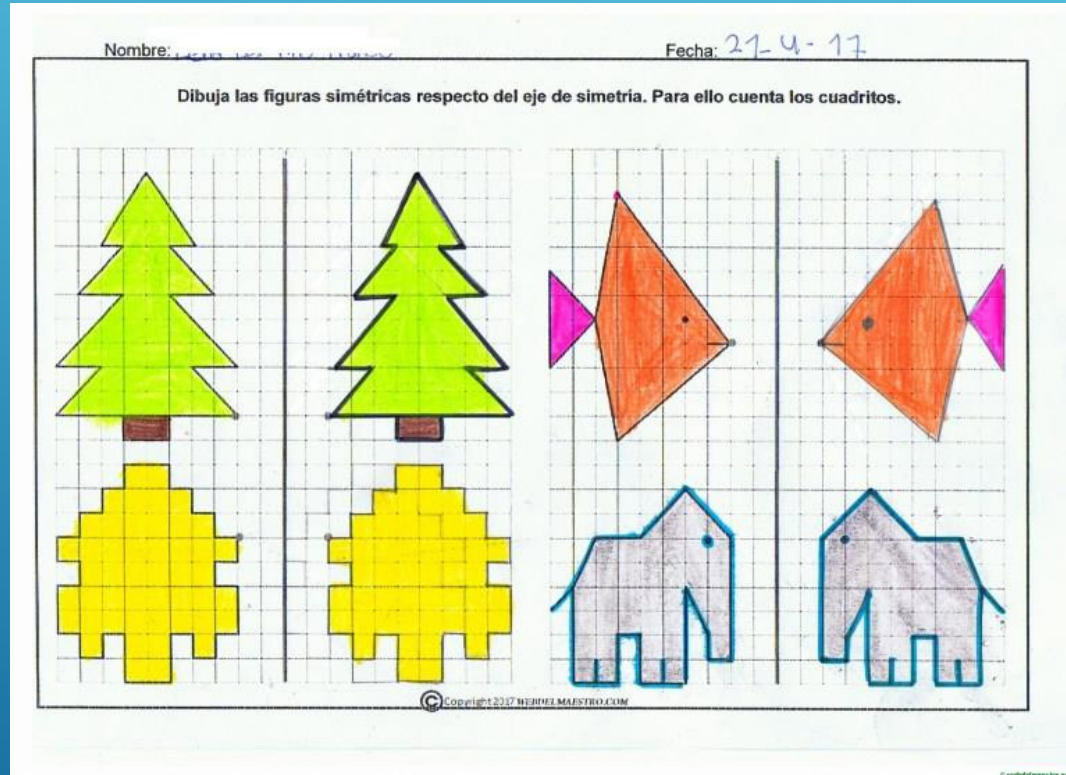 Nombre:
Fecha: 21-4-17
Dibuja las figuras simétricas respecto del eje de simetria. Para ello cuenta los cuadritos.
©Copyright 2017 WEBDELMAESTRO.COM